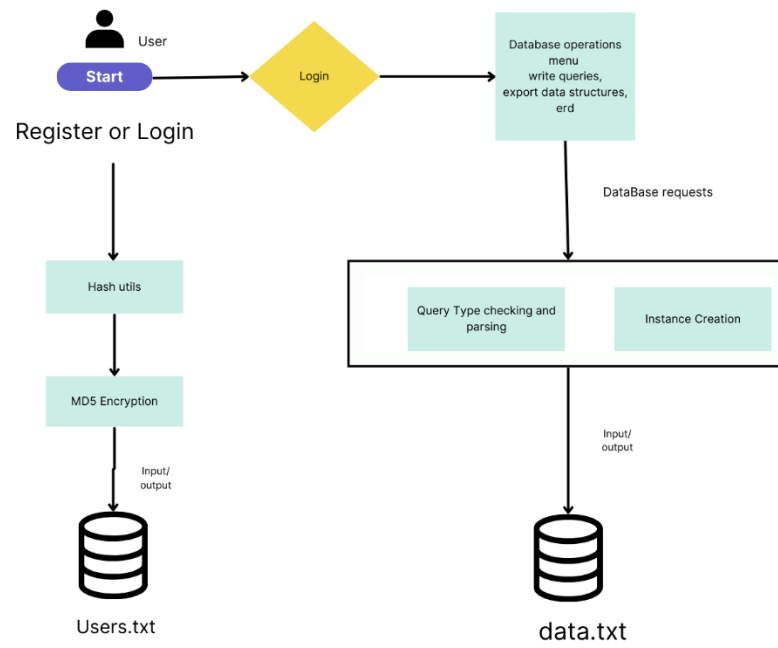 User
Start
Login
Database operations
menu
write queries,
export data structures,
erd
Register or Login
DataBase requests
Hash utils
Query Type checking and
parsing
Instance Creation
MD5 Encryption
Input/
output
Input/
output
Users.txt
data.txt